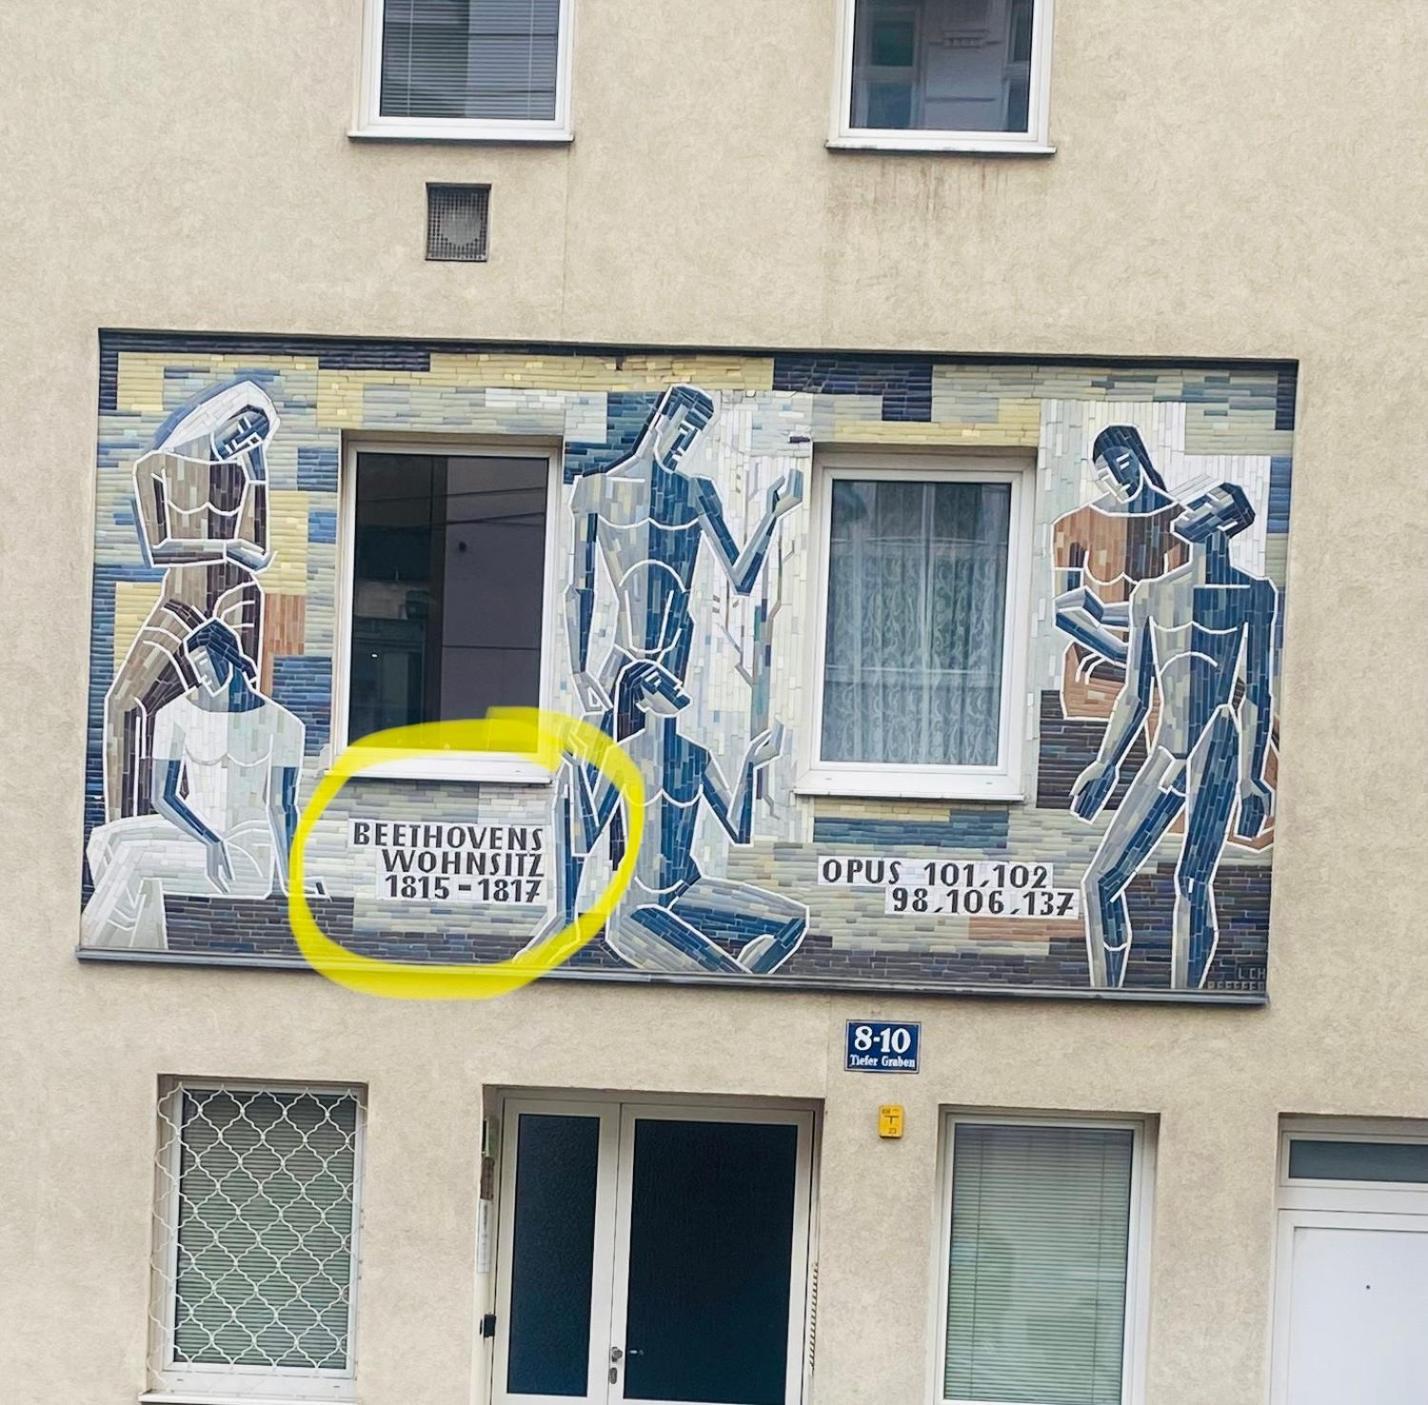 BEETHOVENS
WOHNSITZ
1815-1817
OPUS 101,102
98,106,137
8-10
Tiefer Graben